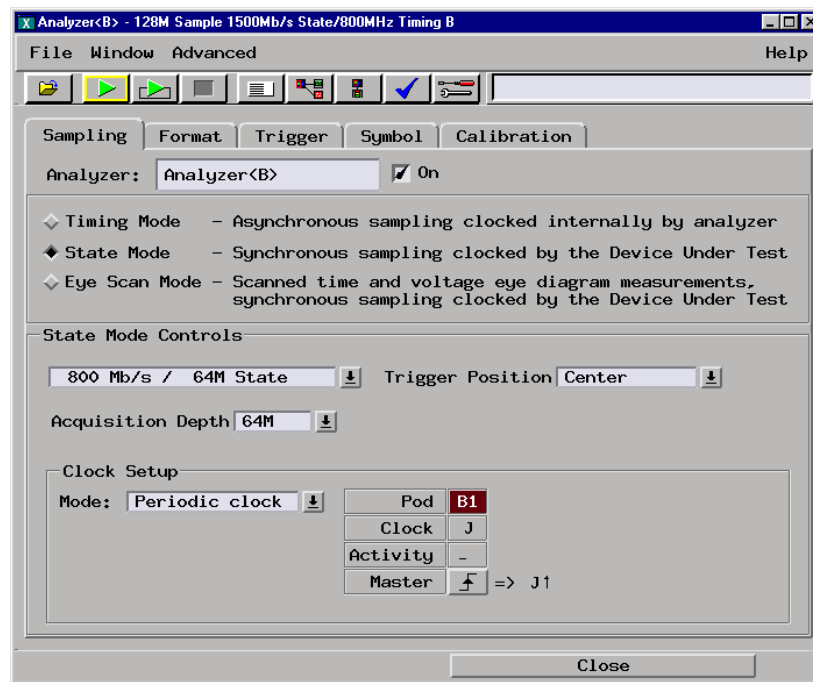 Analyzer<B> - 128M Sample 1500Mb/s State/800MHz Timing B
File Window Advanced Help
Sampling Format Trigger Symbol Calibration
Analyzer: Analyzer<B> On
Timing Mode - Asynchronous sampling clocked internally by analyzer
State Mode - Synchronous sampling clocked by the Device Under Test
Eye Scan Mode - Scanned time and voltage eye diagram measurements,
synchronous sampling clocked by the Device Under Test
State Mode Controls
800 Mb/s / 64M State Trigger Position Center
Acquisition Depth 64M
Clock Setup
Mode: Periodic clock Pod B1
Clock J
Activity -
Master => J↑
Close